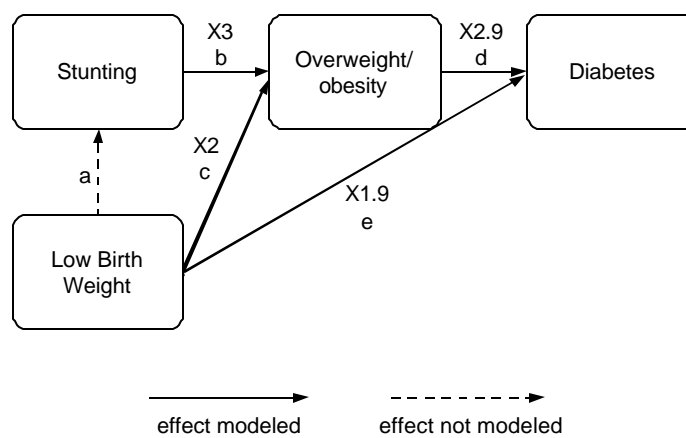 X3
b
X2.9
d
Stunting
Overweight/
obesity
Diabetes
X2
c
a
X1.9
e
Low Birth
Weight
effect modeled
effect not modeled